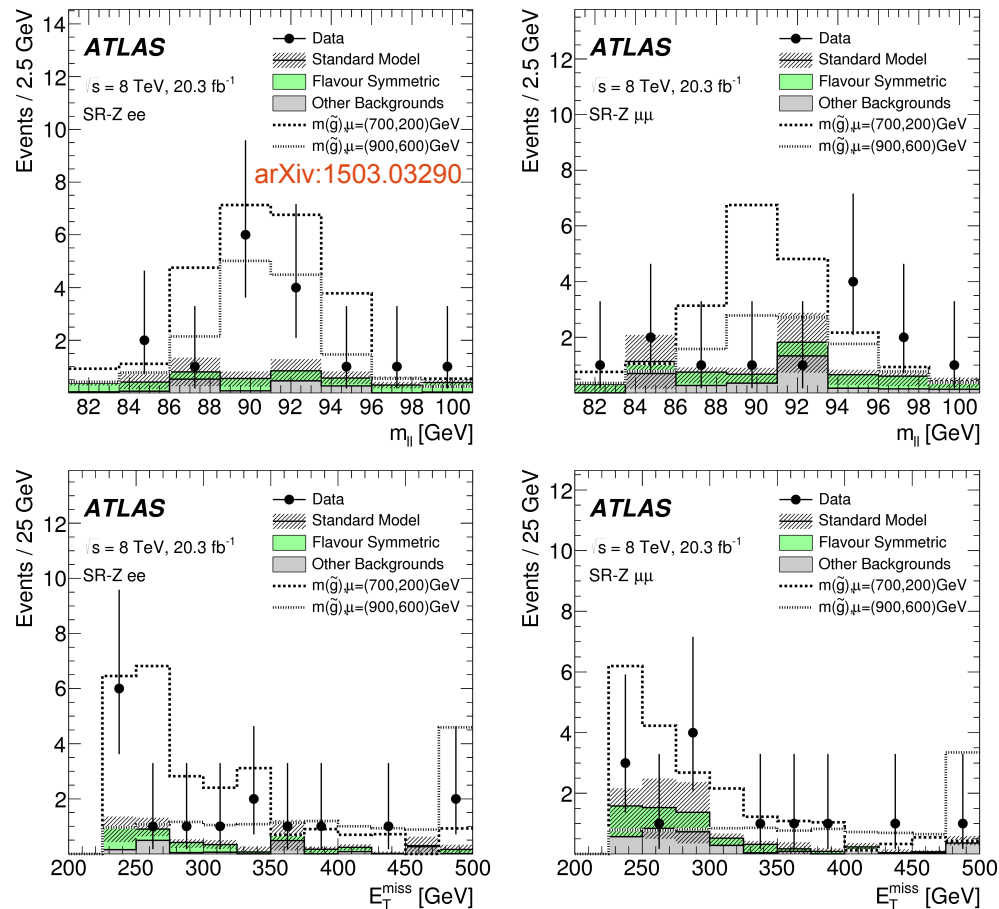 Events / 2.5 GeV
14
12
10
8
6
4
2
ATLAS
√s = 8 TeV, 20.3 fb⁻¹
SR-Z ee
Data
Standard Model
Flavour Symmetric
Other Backgrounds
m(g̃),μ=(700,200)GeV
m(g̃),μ=(900,600)GeV
arXiv:1503.03290
82 84 86 88 90 92 94 96 98 100
m_ll [GeV]
Events / 2.5 GeV
12
10
8
6
4
2
ATLAS
√s = 8 TeV, 20.3 fb⁻¹
SR-Z μμ
Data
Standard Model
Flavour Symmetric
Other Backgrounds
m(g̃),μ=(700,200)GeV
m(g̃),μ=(900,600)GeV
82 84 86 88 90 92 94 96 98 100
m_ll [GeV]
Events / 25 GeV
12
10
8
6
4
2
ATLAS
√s = 8 TeV, 20.3 fb⁻¹
SR-Z ee
Data
Standard Model
Flavour Symmetric
Other Backgrounds
m(g̃),μ=(700,200)GeV
m(g̃),μ=(900,600)GeV
200 250 300 350 400 450 500
E_T^miss [GeV]
Events / 25 GeV
12
10
8
6
4
2
ATLAS
√s = 8 TeV, 20.3 fb⁻¹
SR-Z μμ
Data
Standard Model
Flavour Symmetric
Other Backgrounds
m(g̃),μ=(700,200)GeV
m(g̃),μ=(900,600)GeV
200 250 300 350 400 450 500
E_T^miss [GeV]